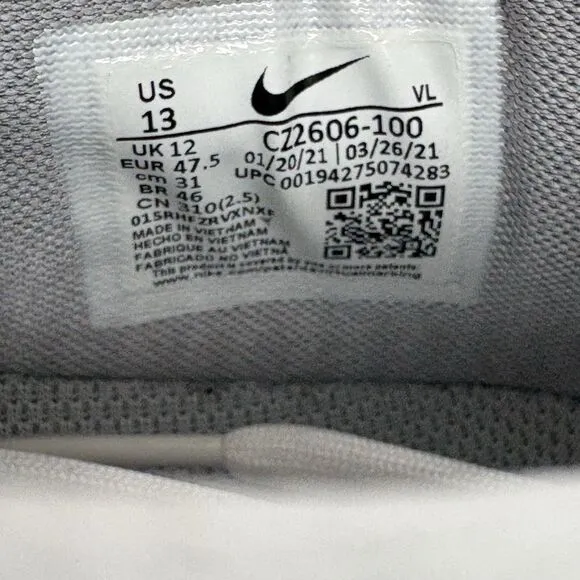 US VL
13 CZ2606-100
UK 12 01/20/21 | 03/26/21
EUR 47.5 UPC 00194275074283
cm 31
BR 46
CN 310(2.5)
MADE IN VIETNAM
HECHO EN VIETNAM
FABRIQUE AU VIETNAM
FABRICADO NO VIETNAM